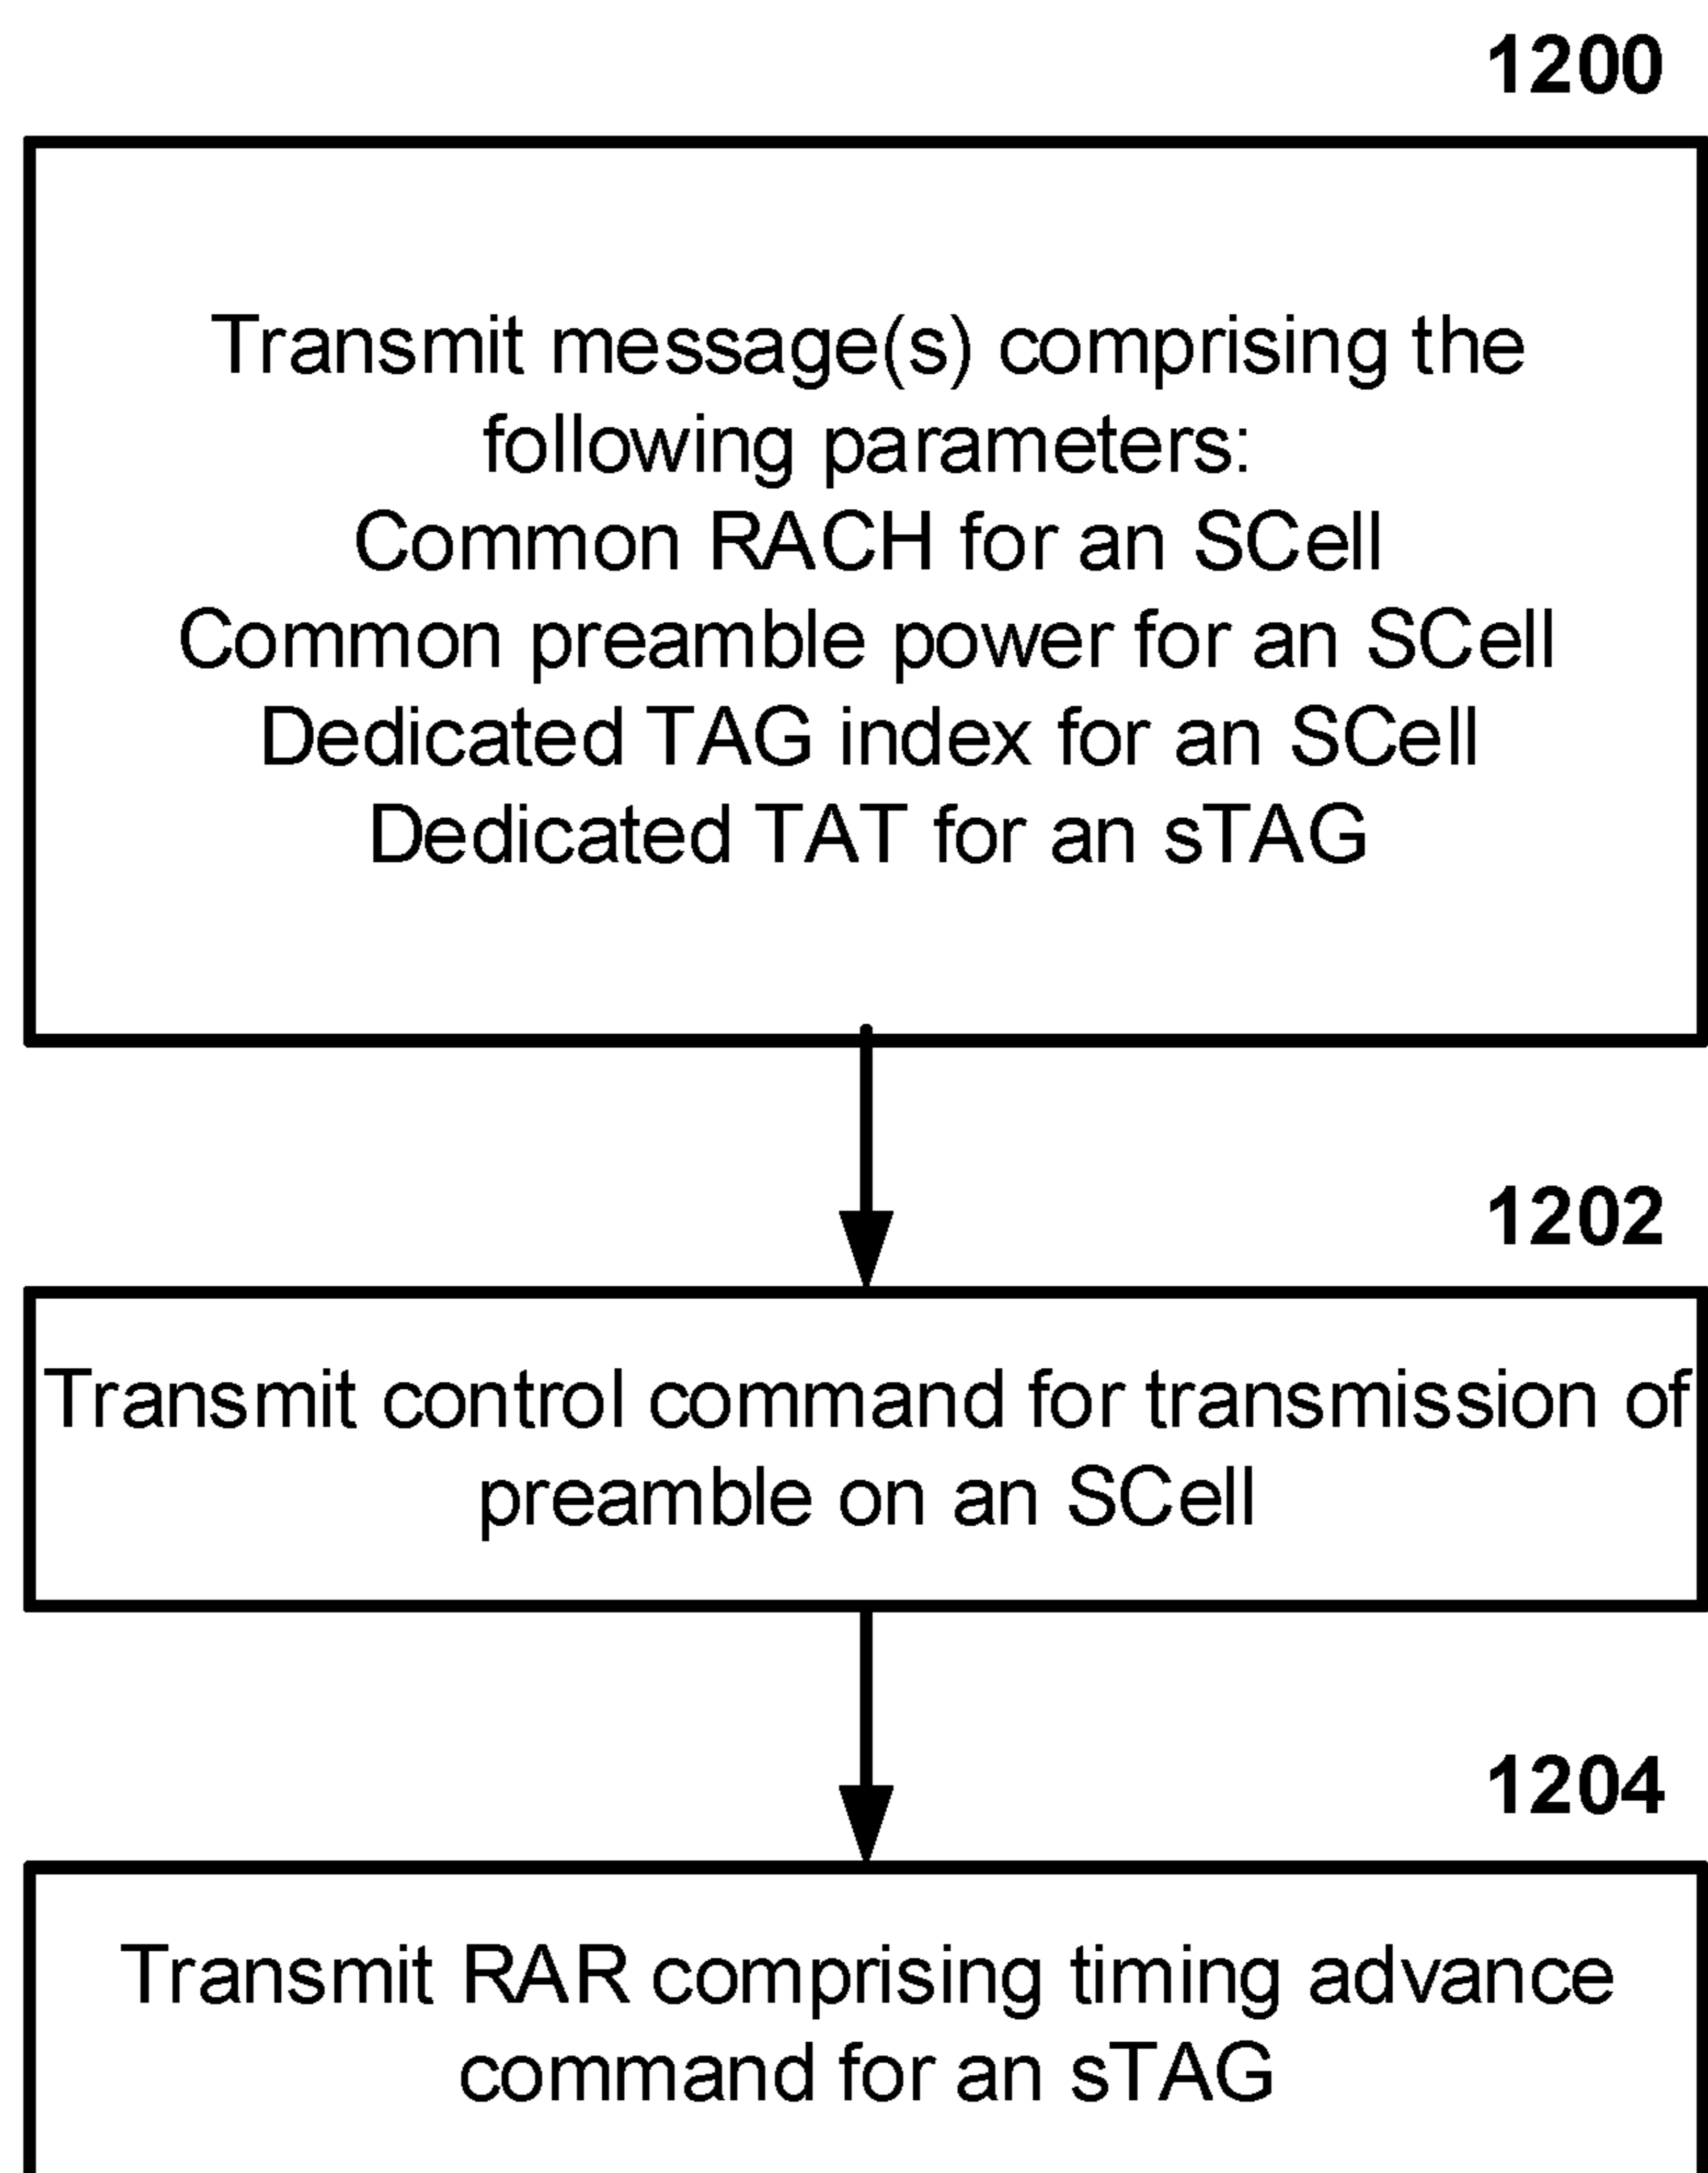 1200
Transmit message(s) comprising the
following parameters:
Common RACH for an SCell
Common preamble power for an SCell
Dedicated TAG index for an SCell
Dedicated TAT for an sTAG
1202
Transmit control command for transmission of
preamble on an SCell
1204
Transmit RAR comprising timing advance
command for an sTAG